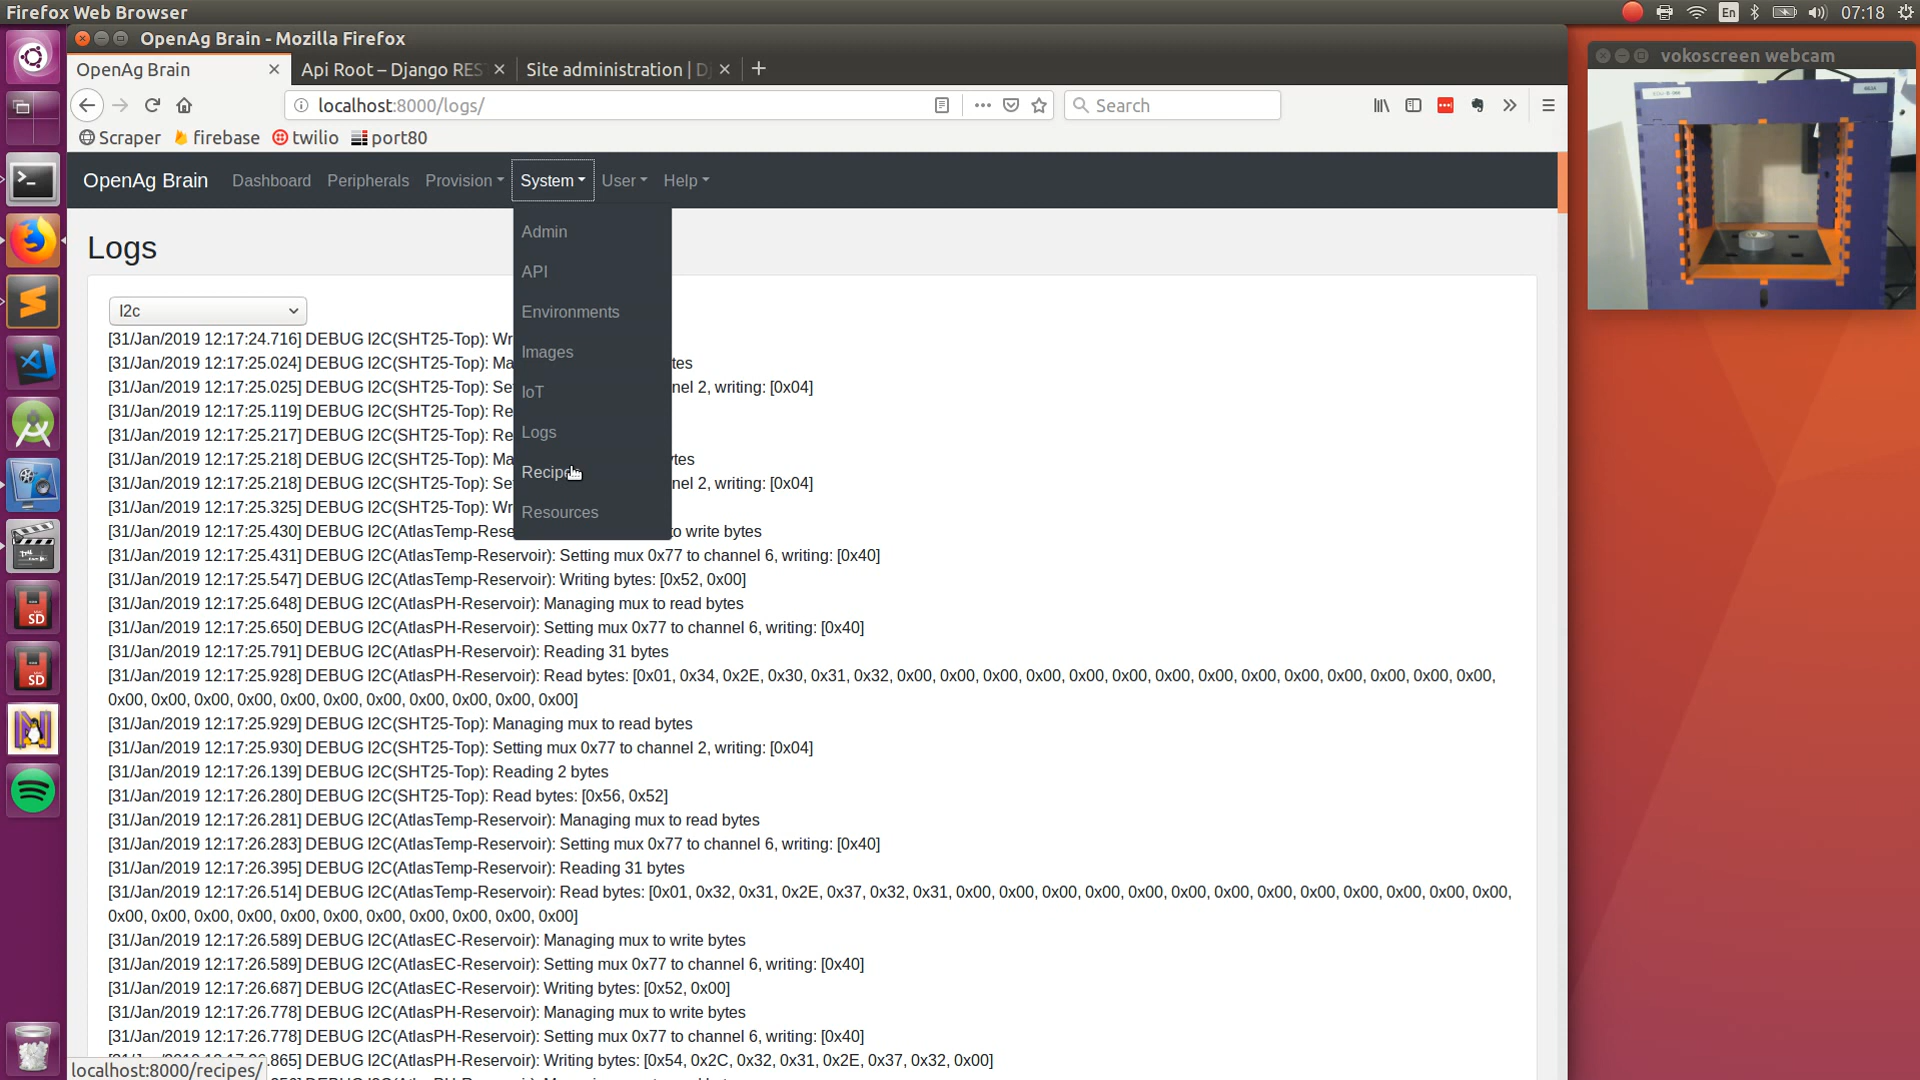 Firefox Web Browser
En
07:18
OpenAg Brain - Mozilla Firefox
OpenAg Brain
Api Root – Django RES
Site administration | D
localhost:8000/logs/
Search
Scraper
firebase
twilio
port80
OpenAg Brain
Dashboard
Peripherals
Provision
System
User
Help
Admin
API
Environments
Images
IoT
Logs
Resources
Logs
I2c
[31/Jan/2019 12:17:24.716] DEBUG I2C(SHT25-Top): Wr
[31/Jan/2019 12:17:25.024] DEBUG I2C(SHT25-Top): Ma tes
[31/Jan/2019 12:17:25.025] DEBUG I2C(SHT25-Top): Se nel 2, writing: [0x04]
[31/Jan/2019 12:17:25.119] DEBUG I2C(SHT25-Top): Re
[31/Jan/2019 12:17:25.217] DEBUG I2C(SHT25-Top): Re
[31/Jan/2019 12:17:25.218] DEBUG I2C(SHT25-Top): Ma ytes
[31/Jan/2019 12:17:25.218] DEBUG I2C(SHT25-Top): Se nel 2, writing: [0x04]
[31/Jan/2019 12:17:25.325] DEBUG I2C(SHT25-Top): Wr
[31/Jan/2019 12:17:25.430] DEBUG I2C(AtlasTemp-Rese o write bytes
[31/Jan/2019 12:17:25.431] DEBUG I2C(AtlasTemp-Reservoir): Setting mux 0x77 to channel 6, writing: [0x40]
[31/Jan/2019 12:17:25.547] DEBUG I2C(AtlasTemp-Reservoir): Writing bytes: [0x52, 0x00]
[31/Jan/2019 12:17:25.648] DEBUG I2C(AtlasPH-Reservoir): Managing mux to read bytes
[31/Jan/2019 12:17:25.650] DEBUG I2C(AtlasPH-Reservoir): Setting mux 0x77 to channel 6, writing: [0x40]
[31/Jan/2019 12:17:25.791] DEBUG I2C(AtlasPH-Reservoir): Reading 31 bytes
[31/Jan/2019 12:17:25.928] DEBUG I2C(AtlasPH-Reservoir): Read bytes: [0x01, 0x34, 0x2E, 0x30, 0x31, 0x32, 0x00, 0x00, 0x00, 0x00, 0x00, 0x00, 0x00, 0x00, 0x00, 0x00, 0x00, 0x00, 0x00, 0x00,
0x00, 0x00, 0x00, 0x00, 0x00, 0x00, 0x00, 0x00, 0x00, 0x00, 0x00]
[31/Jan/2019 12:17:25.929] DEBUG I2C(SHT25-Top): Managing mux to read bytes
[31/Jan/2019 12:17:25.930] DEBUG I2C(SHT25-Top): Setting mux 0x77 to channel 2, writing: [0x04]
[31/Jan/2019 12:17:26.139] DEBUG I2C(SHT25-Top): Reading 2 bytes
[31/Jan/2019 12:17:26.280] DEBUG I2C(SHT25-Top): Read bytes: [0x56, 0x52]
[31/Jan/2019 12:17:26.281] DEBUG I2C(AtlasTemp-Reservoir): Managing mux to read bytes
[31/Jan/2019 12:17:26.283] DEBUG I2C(AtlasTemp-Reservoir): Setting mux 0x77 to channel 6, writing: [0x40]
[31/Jan/2019 12:17:26.395] DEBUG I2C(AtlasTemp-Reservoir): Reading 31 bytes
[31/Jan/2019 12:17:26.514] DEBUG I2C(AtlasTemp-Reservoir): Read bytes: [0x01, 0x32, 0x31, 0x2E, 0x37, 0x32, 0x31, 0x00, 0x00, 0x00, 0x00, 0x00, 0x00, 0x00, 0x00, 0x00, 0x00, 0x00, 0x00, 0x00,
0x00, 0x00, 0x00, 0x00, 0x00, 0x00, 0x00, 0x00, 0x00, 0x00, 0x00]
[31/Jan/2019 12:17:26.589] DEBUG I2C(AtlasEC-Reservoir): Managing mux to write bytes
[31/Jan/2019 12:17:26.589] DEBUG I2C(AtlasEC-Reservoir): Setting mux 0x77 to channel 6, writing: [0x40]
[31/Jan/2019 12:17:26.687] DEBUG I2C(AtlasEC-Reservoir): Writing bytes: [0x52, 0x00]
[31/Jan/2019 12:17:26.778] DEBUG I2C(AtlasPH-Reservoir): Managing mux to write bytes
[31/Jan/2019 12:17:26.778] DEBUG I2C(AtlasPH-Reservoir): Setting mux 0x77 to channel 6, writing: [0x40]
.865] DEBUG I2C(AtlasPH-Reservoir): Writing bytes: [0x54, 0x2C, 0x32, 0x31, 0x2E, 0x37, 0x32, 0x00]
localhost:8000/recipes/
vokoscreen webcam
SD
SD